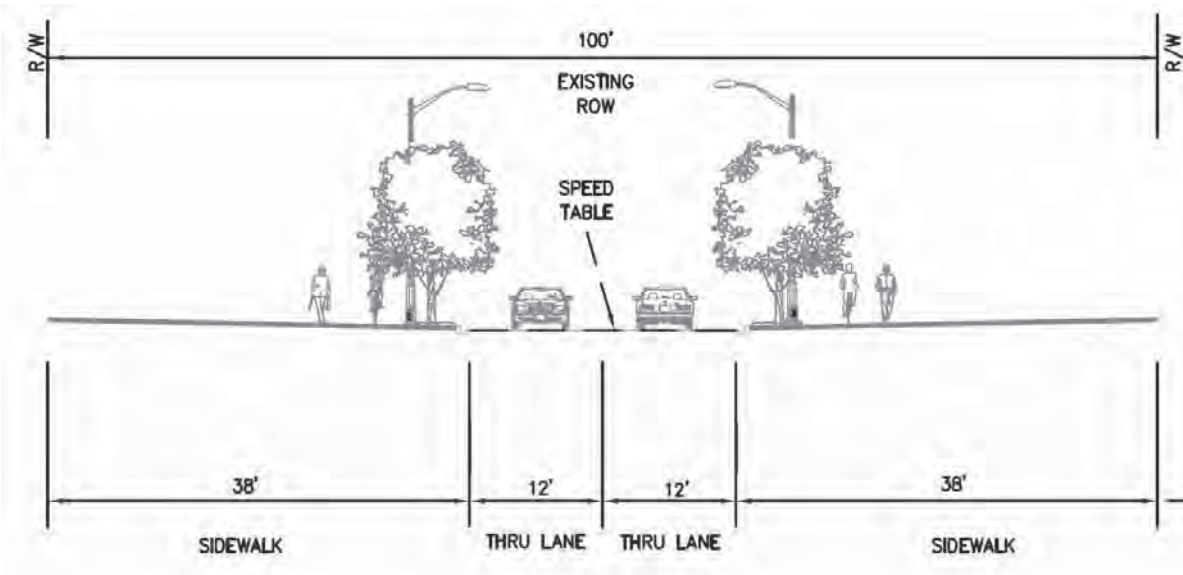 R/W
100'
R/W
EXISTING
ROW
SPEED
TABLE
38'
12'
12'
38'
SIDEWALK
THRU LANE
THRU LANE
SIDEWALK